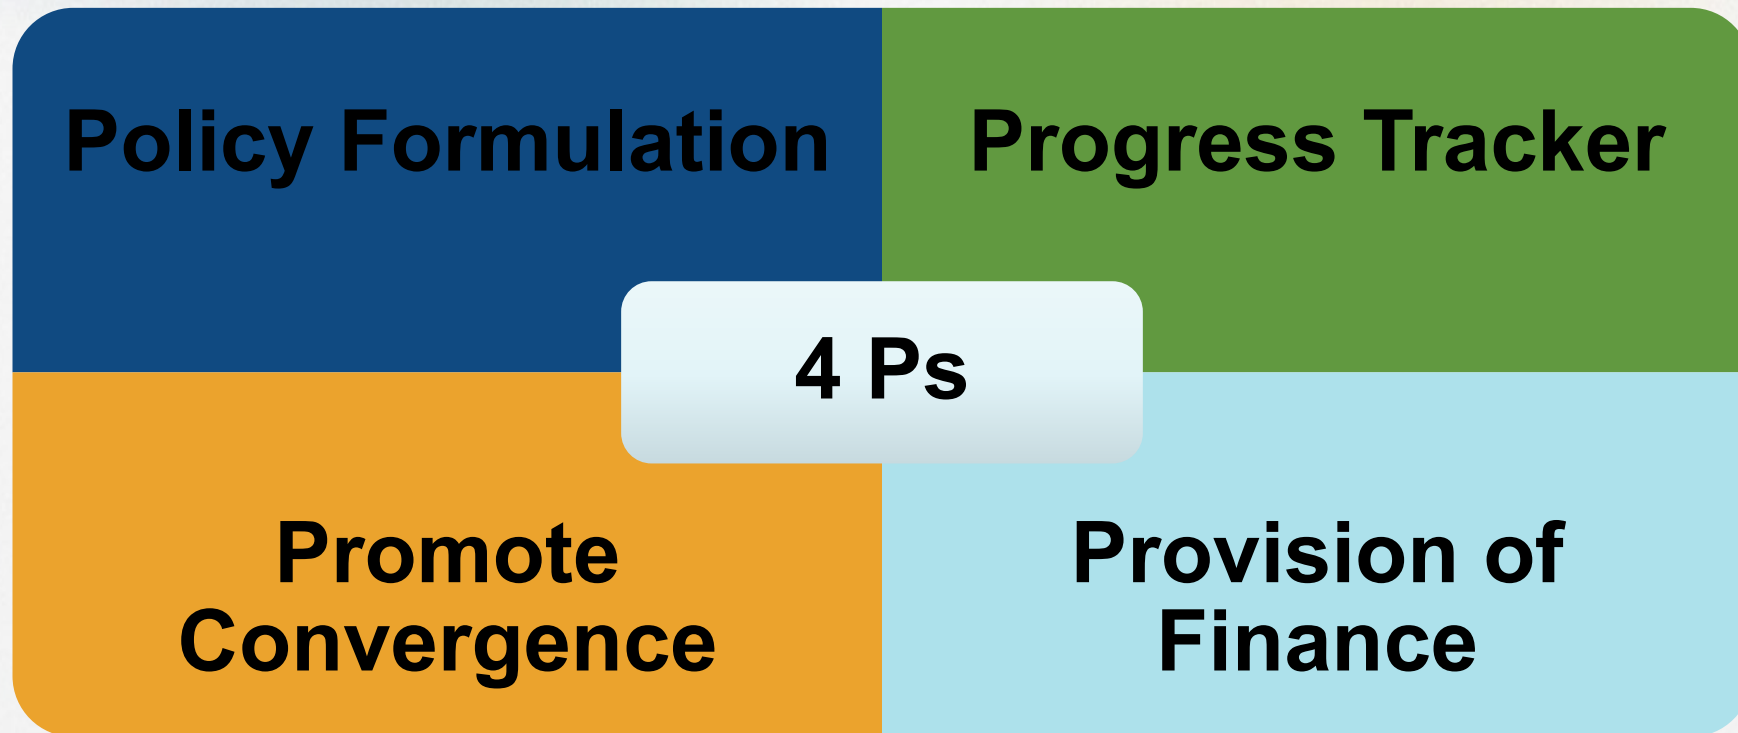 Policy Formulation
Progress Tracker
4 Ps
Promote
Convergence
Provision of
Finance